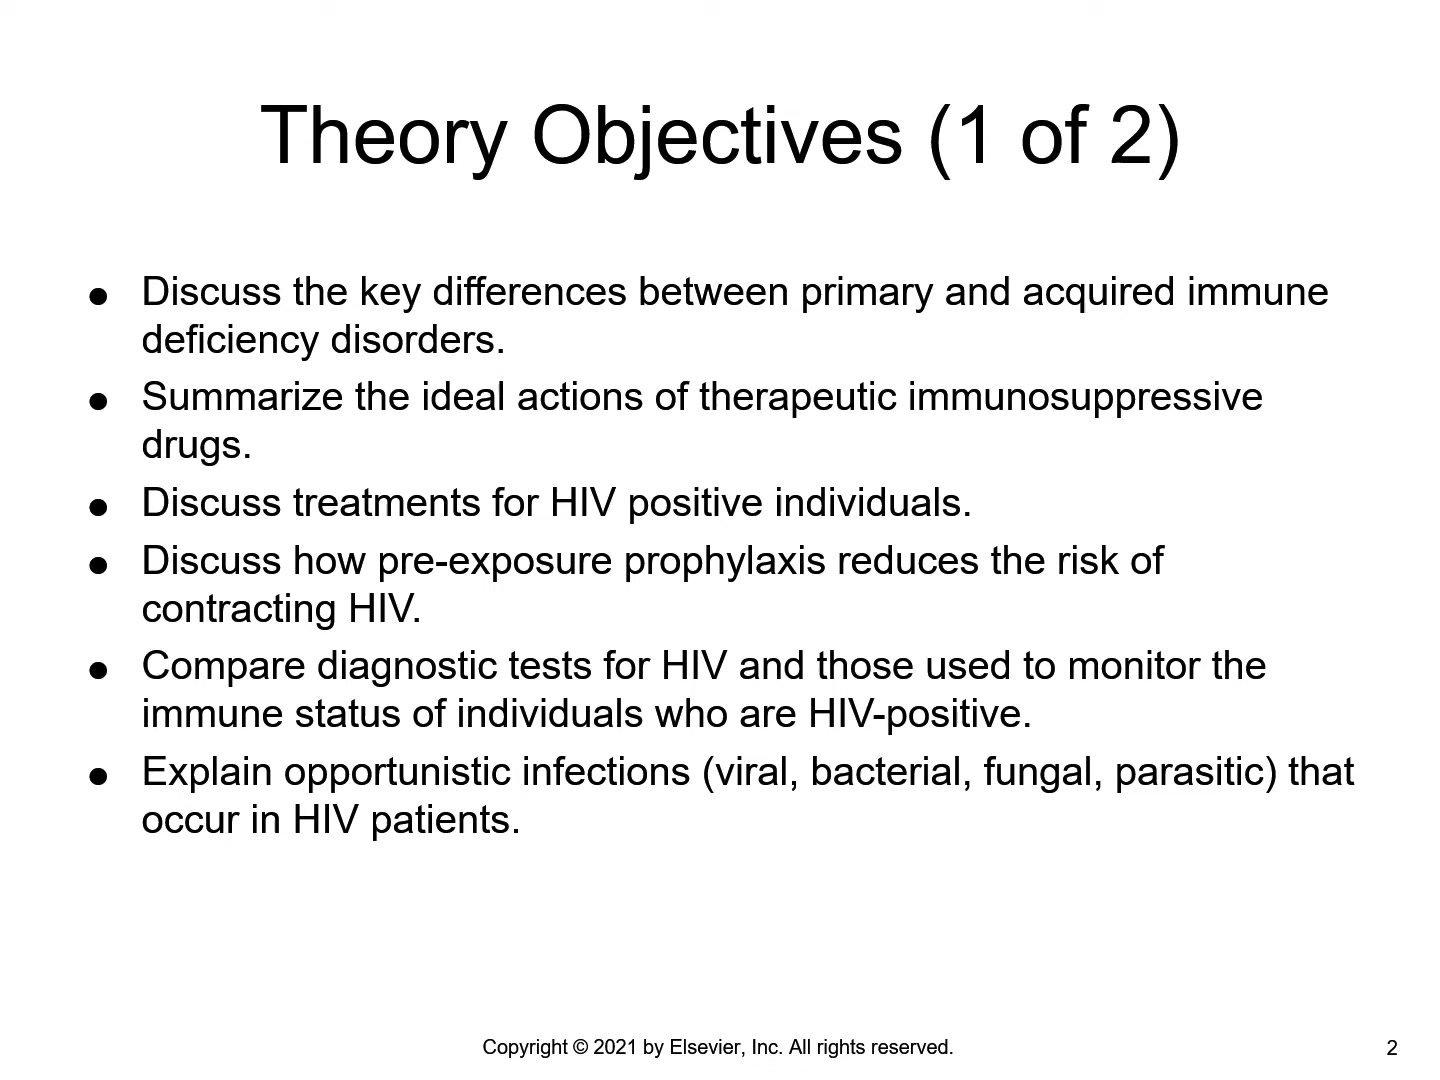 Theory Objectives (1 of 2)
● Discuss the key differences between primary and acquired immune
deficiency disorders.
● Summarize the ideal actions of therapeutic immunosuppressive
drugs.
● Discuss treatments for HIV positive individuals.
● Discuss how pre-exposure prophylaxis reduces the risk of
contracting HIV.
● Compare diagnostic tests for HIV and those used to monitor the
immune status of individuals who are HIV-positive.
● Explain opportunistic infections (viral, bacterial, fungal, parasitic) that
occur in HIV patients.
Copyright © 2021 by Elsevier, Inc. All rights reserved.
2